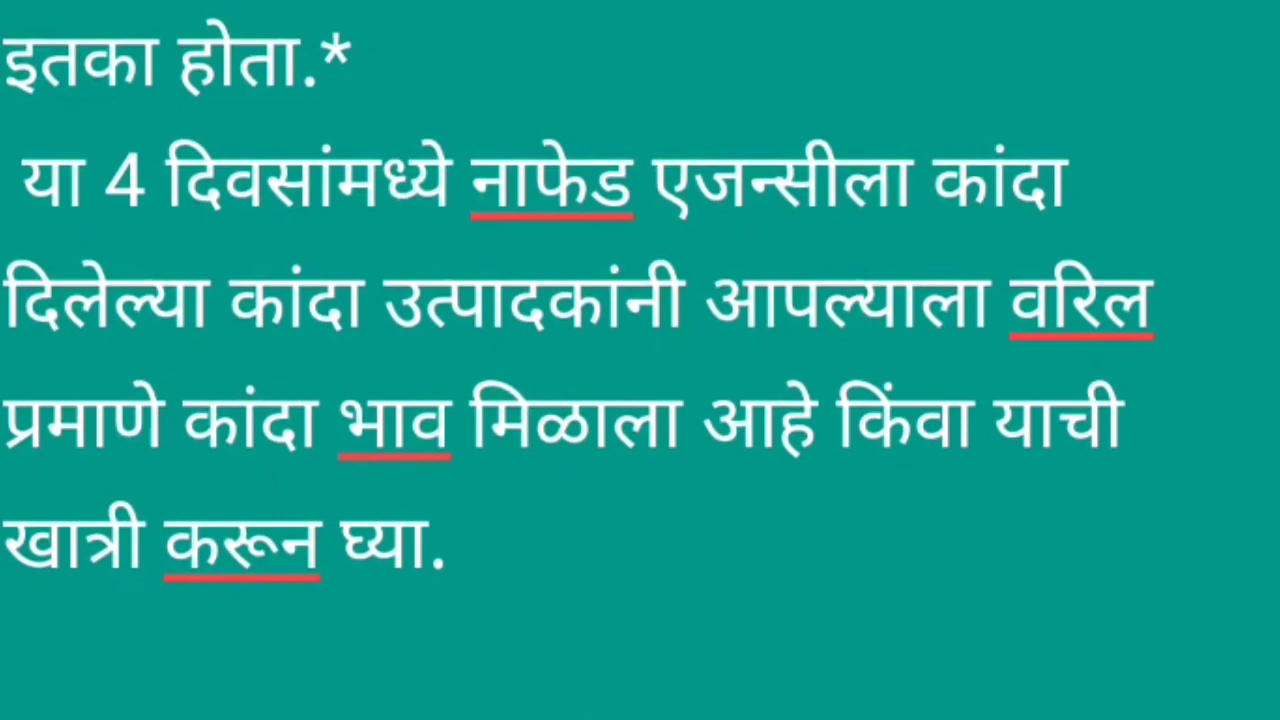 इतका होता.*
या 4 दिवसांमध्ये नाफेड एजन्सीला कांदा
दिलेल्या कांदा उत्पादकांनी आपल्याला वरिल
प्रमाणे कांदा भाव मिळाला आहे किंवा याची
खात्री करून घ्या.